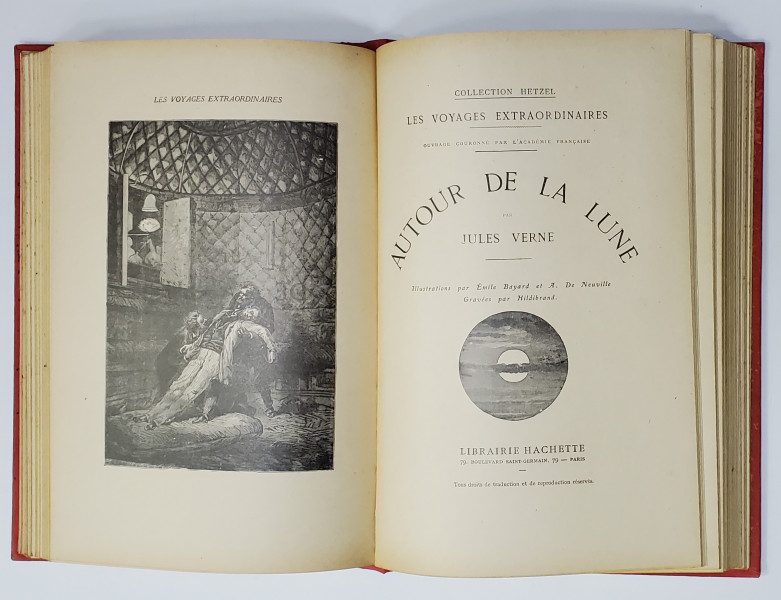 LES VOYAGES EXTRAORDINAIRES
COLLECTION HETZEL
LES VOYAGES EXTRAORDINAIRES
OUVRAGE COURONNÉ PAR L'ACADÉMIE FRANÇAISE
AUTOUR DE LA LUNE
PAR
JULES VERNE
Illustrations par Émile Bayard et A. De Neuville
Gravées par Hildibrand.
LIBRAIRIE HACHETTE
79, BOULEVARD SAINT-GERMAIN, 79 — PARIS
Tous droits de traduction et de reproduction réservés.